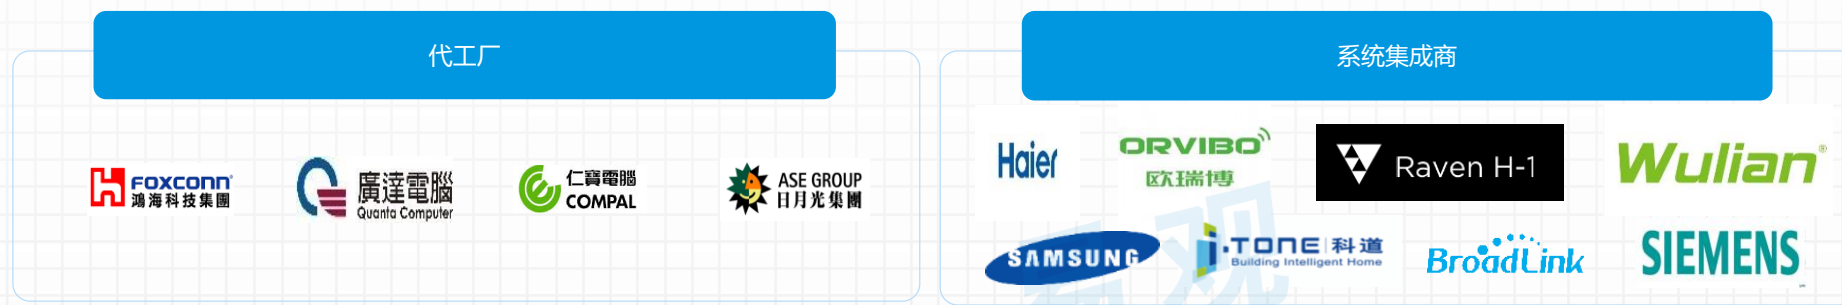 代工厂
系统集成商
FOXCONN
鴻海科技集團
廣達電腦
Quanta Computer
仁寶電腦
COMPAL
ASE GROUP
日月光集團
Haier
ORVIBO
欧瑞博
Raven H-1
Wulian
SAMSUNG
i.TONE 科道
Building Intelligent Home
BroadLink
SIEMENS
观